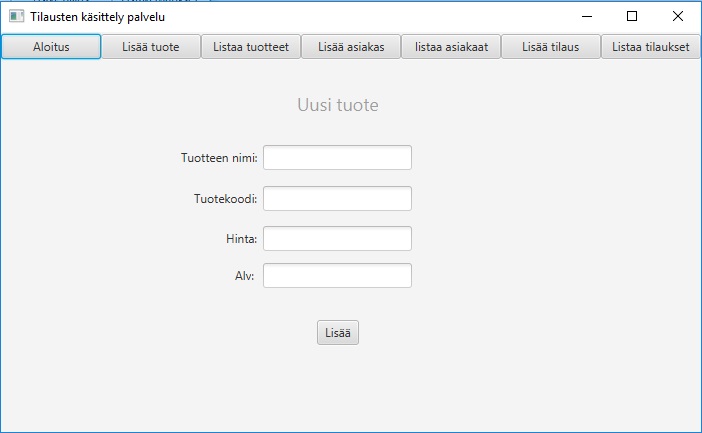 Tilausten käsittely palvelu
Aloitus Lisää tuote Listaa tuotteet Lisää asiakas listaa asiakaat Lisää tilaus Listaa tilaukset
Uusi tuote
Tuotteen nimi:
Tuotekoodi:
Hinta:
Alv:
Lisää